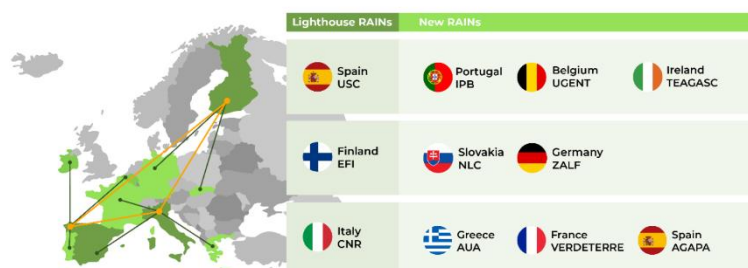 Lighthouse RAINs
New RAINs
Spain
USC
Portugal
IPB
Belgium
UGENT
Ireland
TEAGASC
Finland
EFI
Slovakia
NLC
Germany
ZALF
Italy
CNR
Greece
AUA
France
VERDETERRE
Spain
AGAPA